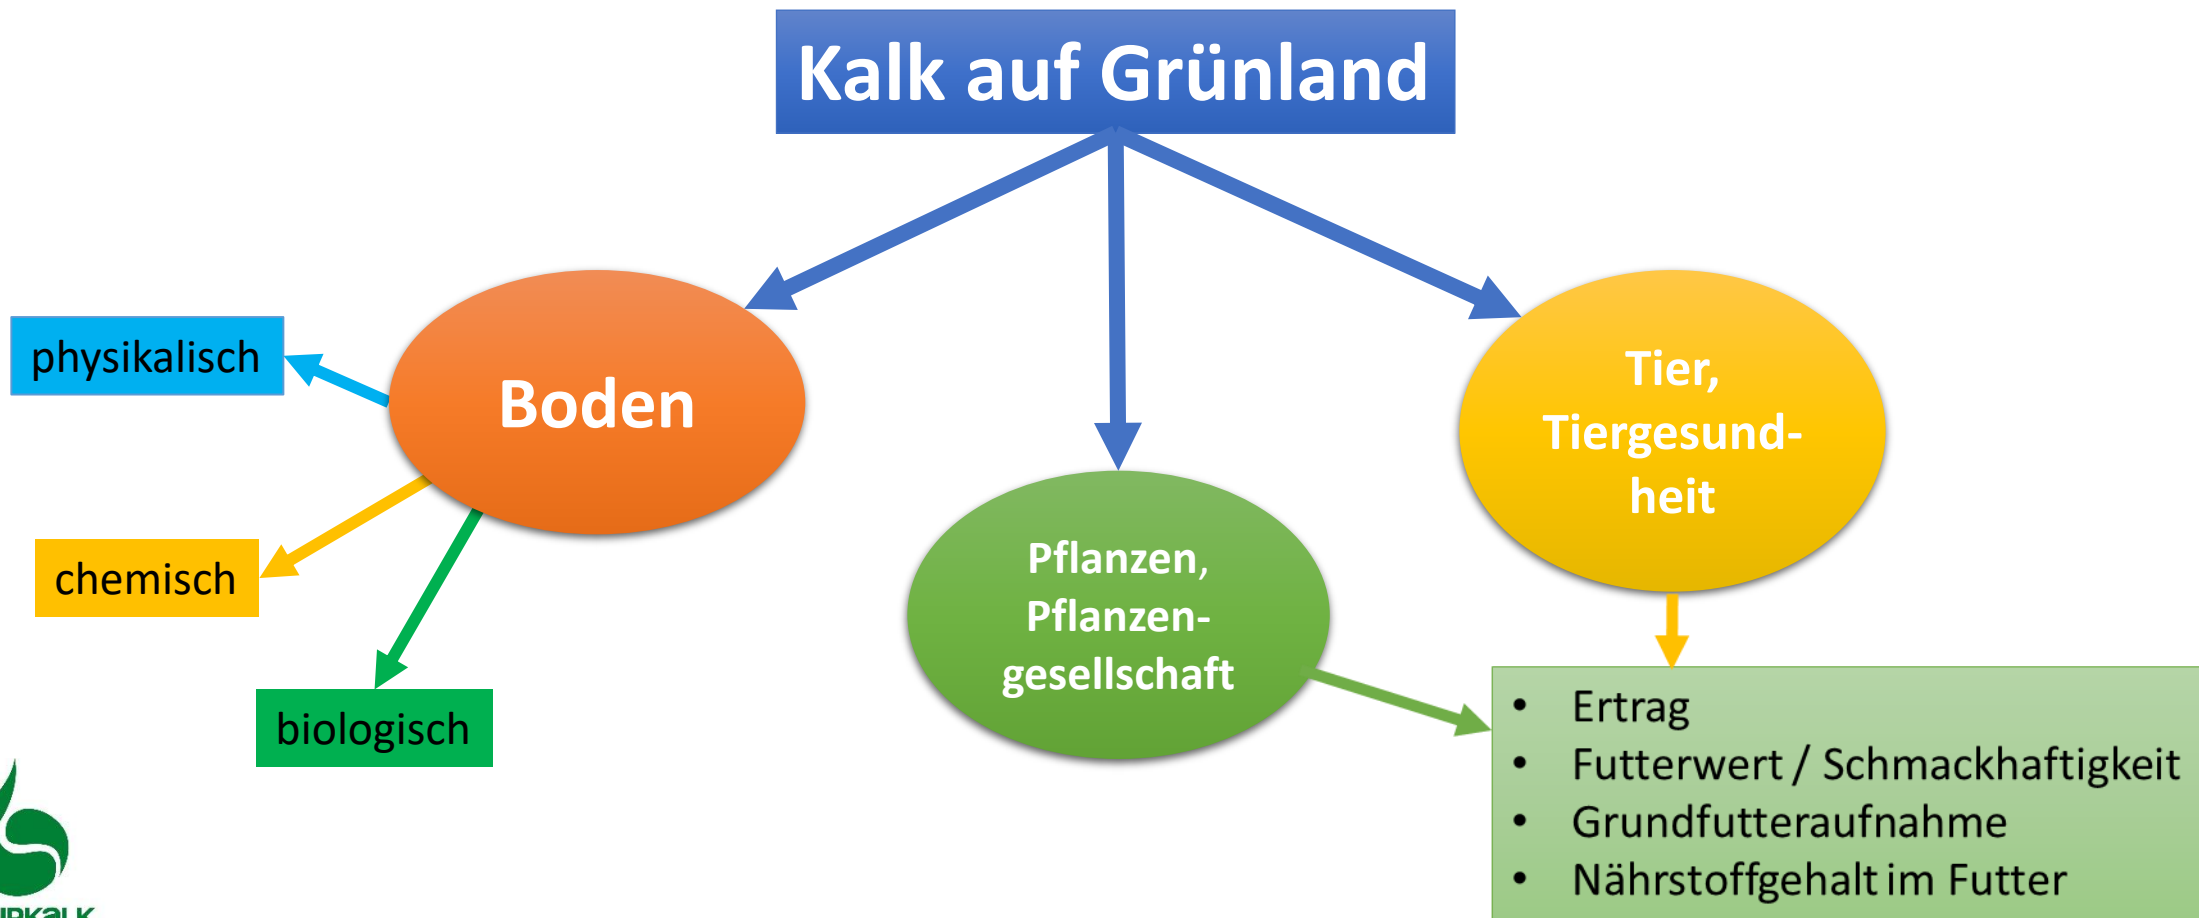 Kalk auf Grünland
physikalisch
Boden
chemisch
biologisch
Pflanzen,
Pflanzen-
gesellschaft
Tier,
Tiergesund-
heit
• Ertrag
• Futterwert / Schmackhaftigkeit
• Grundfutteraufnahme
• Nährstoffgehalt im Futter